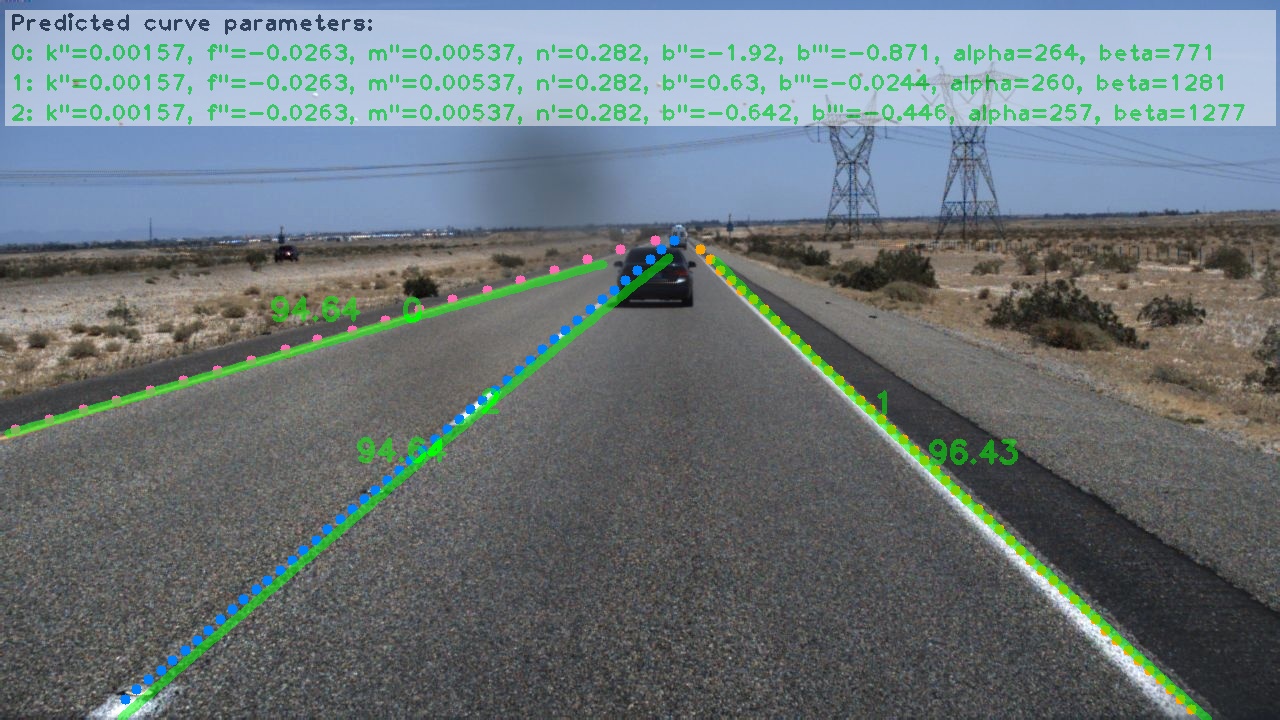 Predicted curve parameters:
0: k''=0.00157, f''=-0.0263, m''=0.00537, n'=0.282, b''=-1.92, b'''=-0.871, alpha=264, beta=771
1: k''=0.00157, f''=-0.0263, m''=0.00537, n'=0.282, b''=0.63, b'''=-0.0244, alpha=260, beta=1281
2: k''=0.00157, f''=-0.0263, m''=0.00537, n'=0.282, b''=-0.642, b'''=-0.446, alpha=257, beta=1277
94.64 0
2 1
94.64 96.43